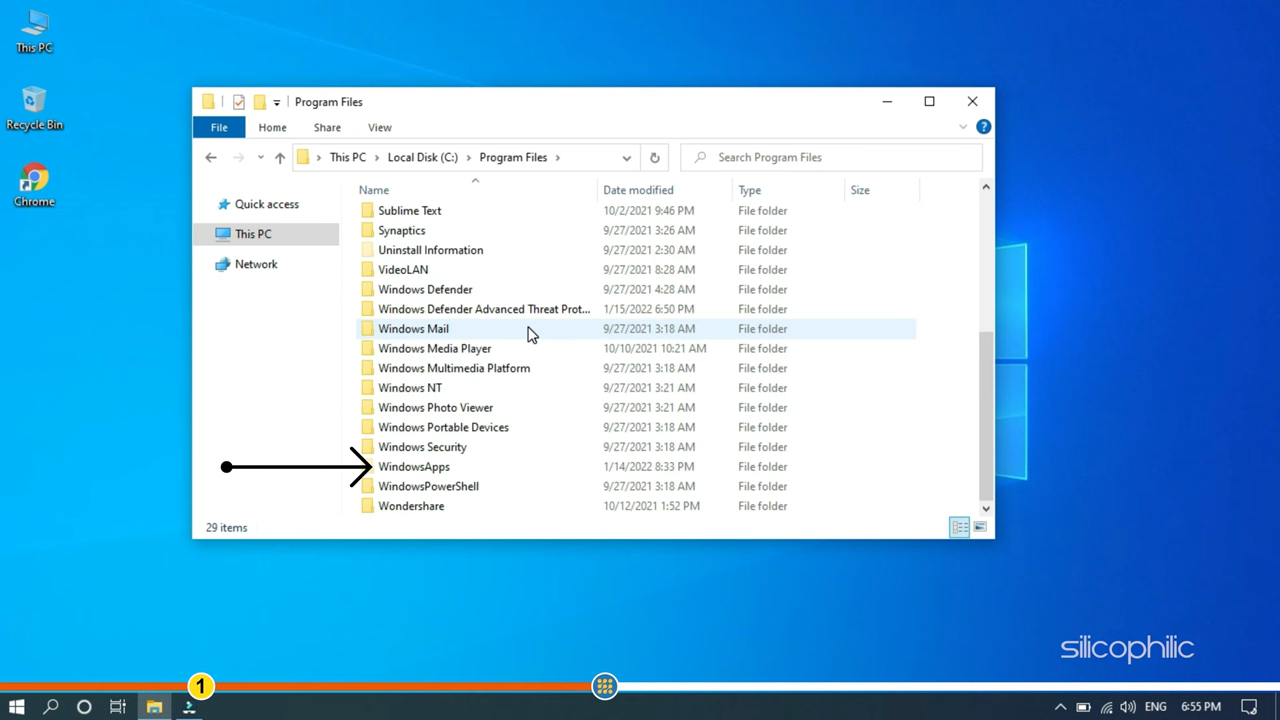 This PC
Recycle Bin
Chrome
Program Files
File Home Share View
This PC Local Disk (C:) Program Files
Search Program Files
Quick access
This PC
Network
Name Date modified Type Size
Sublime Text 10/2/2021 9:46 PM File folder
Synaptics 9/27/2021 3:26 AM File folder
Uninstall Information 9/27/2021 2:30 AM File folder
VideoLAN 9/27/2021 8:28 AM File folder
Windows Defender 9/27/2021 4:28 AM File folder
Windows Defender Advanced Threat Prot... 1/15/2022 6:50 PM File folder
Windows Mail 9/27/2021 3:18 AM File folder
Windows Media Player 10/10/2021 10:21 AM File folder
Windows Multimedia Platform 9/27/2021 3:18 AM File folder
Windows NT 9/27/2021 3:21 AM File folder
Windows Photo Viewer 9/27/2021 3:21 AM File folder
Windows Portable Devices 9/27/2021 3:18 AM File folder
Windows Security 9/27/2021 3:18 AM File folder
WindowsApps 1/14/2022 8:33 PM File folder
WindowsPowerShell 9/27/2021 3:18 AM File folder
Wondershare 10/12/2021 1:52 PM File folder
29 items
silicophilic
1
ENG 6:55 PM